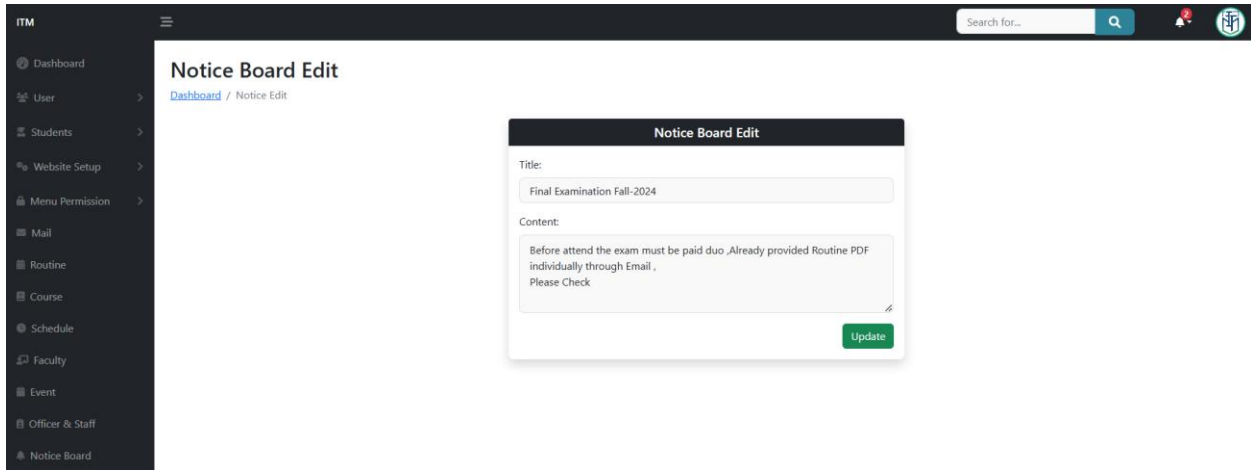 ITM
Search for...
2
Dashboard
User
Students
Website Setup
Menu Permission
Mail
Routine
Course
Schedule
Faculty
Event
Officer & Staff
Notice Board
Notice Board Edit
Dashboard / Notice Edit
Notice Board Edit
Title:
Final Examination Fall-2024
Content:
Before attend the exam must be paid duo ,Already provided Routine PDF
individually through Email ,
Please Check
Update